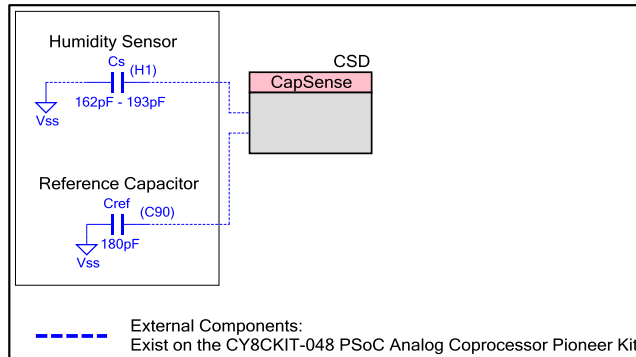 Humidity Sensor
Cs
(H1)
162pF - 193pF
Vss
CSD
CapSense
Reference Capacitor
Cref
(C90)
180pF
Vss
External Components:
Exist on the CY8CKIT-048 PSoC Analog Coprocessor Pioneer Kit